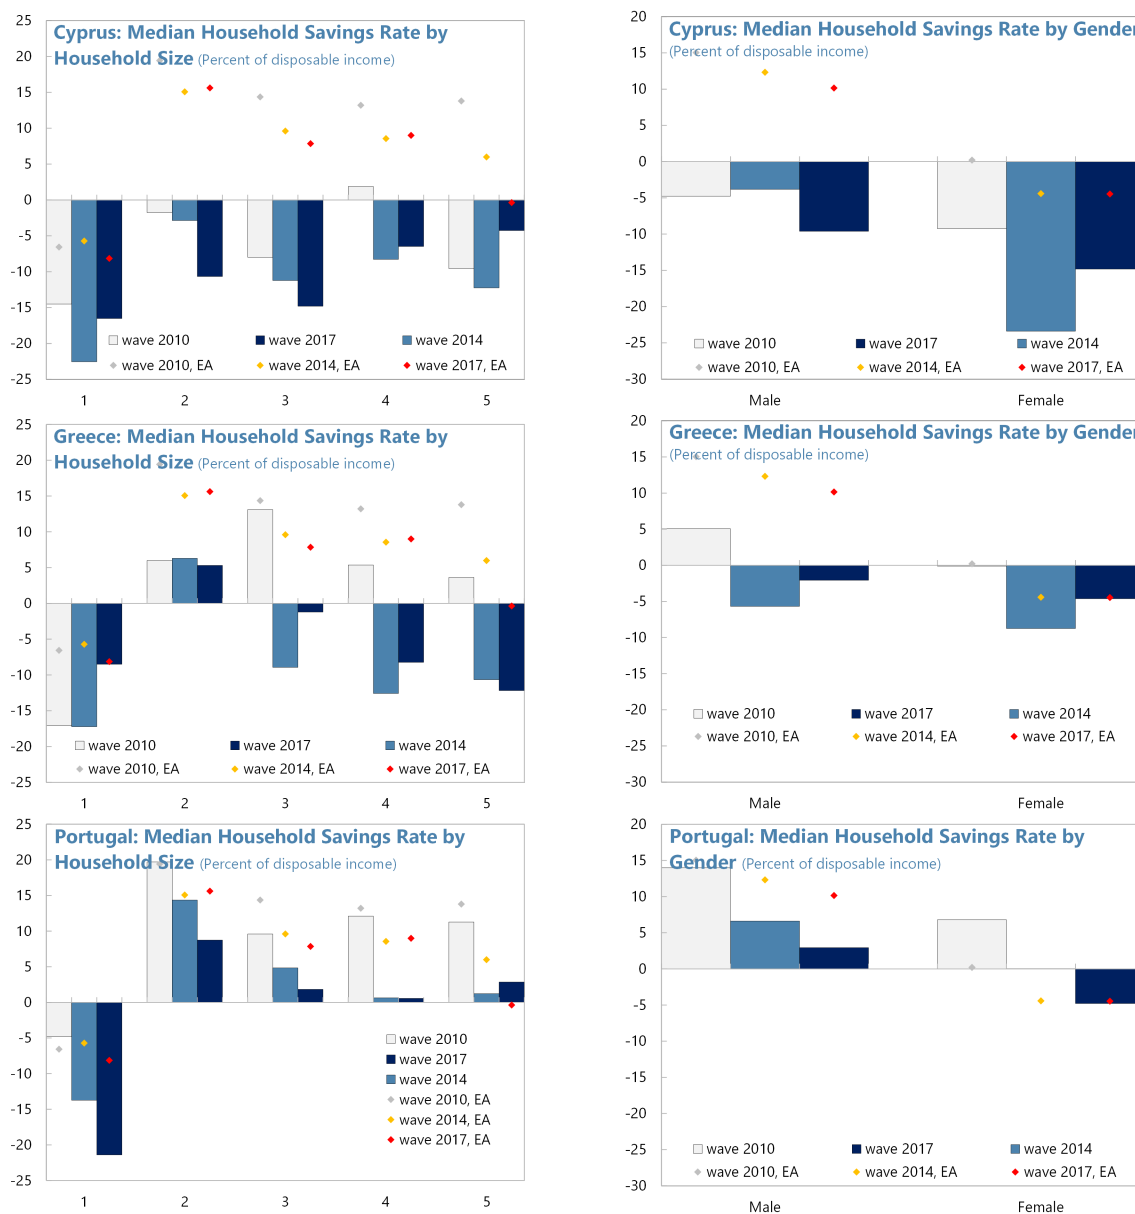 Cyprus: Median Household Savings Rate by
Household Size (Percent of disposable income)
25
20
15
10
5
0
-5
-10
-15
-20
-25
wave 2010
wave 2017
wave 2014
wave 2010, EA
wave 2014, EA
wave 2017, EA
1
2
3
4
5
Cyprus: Median Household Savings Rate by Gender
(Percent of disposable income)
20
15
10
5
0
-5
-10
-15
-20
-25
-30
wave 2010
wave 2017
wave 2014
wave 2010, EA
wave 2014, EA
wave 2017, EA
Male
Female
Greece: Median Household Savings Rate by
Household Size (Percent of disposable income)
25
20
15
10
5
0
-5
-10
-15
-20
-25
wave 2010
wave 2017
wave 2014
wave 2010, EA
wave 2014, EA
wave 2017, EA
1
2
3
4
5
Greece: Median Household Savings Rate by Gender
(Percent of disposable income)
20
15
10
5
0
-5
-10
-15
-20
-25
-30
wave 2010
wave 2017
wave 2014
wave 2010, EA
wave 2014, EA
wave 2017, EA
Male
Female
Portugal: Median Household Savings Rate by
Household Size (Percent of disposable income)
25
20
15
10
5
0
-5
-10
-15
-20
-25
wave 2010
wave 2017
wave 2014
wave 2010, EA
wave 2014, EA
wave 2017, EA
1
2
3
4
5
Portugal: Median Household Savings Rate by
Gender (Percent of disposable income)
20
15
10
5
0
-5
-10
-15
-20
-25
-30
wave 2010
wave 2017
wave 2014
wave 2010, EA
wave 2014, EA
wave 2017, EA
Male
Female